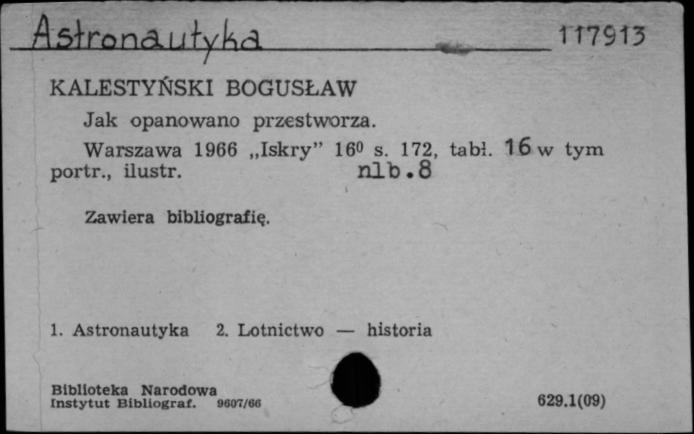 Astronautyka 117913
KALESTYŃSKI BOGUSŁAW
Jak opanowano przestworza.
Warszawa 1966 „Iskry” 16⁰ s. 172, tabl. 16 w tym
portr., ilustr. nlb.8
Zawiera bibliografię.
1. Astronautyka 2. Lotnictwo — historia
Biblioteka Narodowa
Instytut Bibliograf. 9607/66 629.1(09)